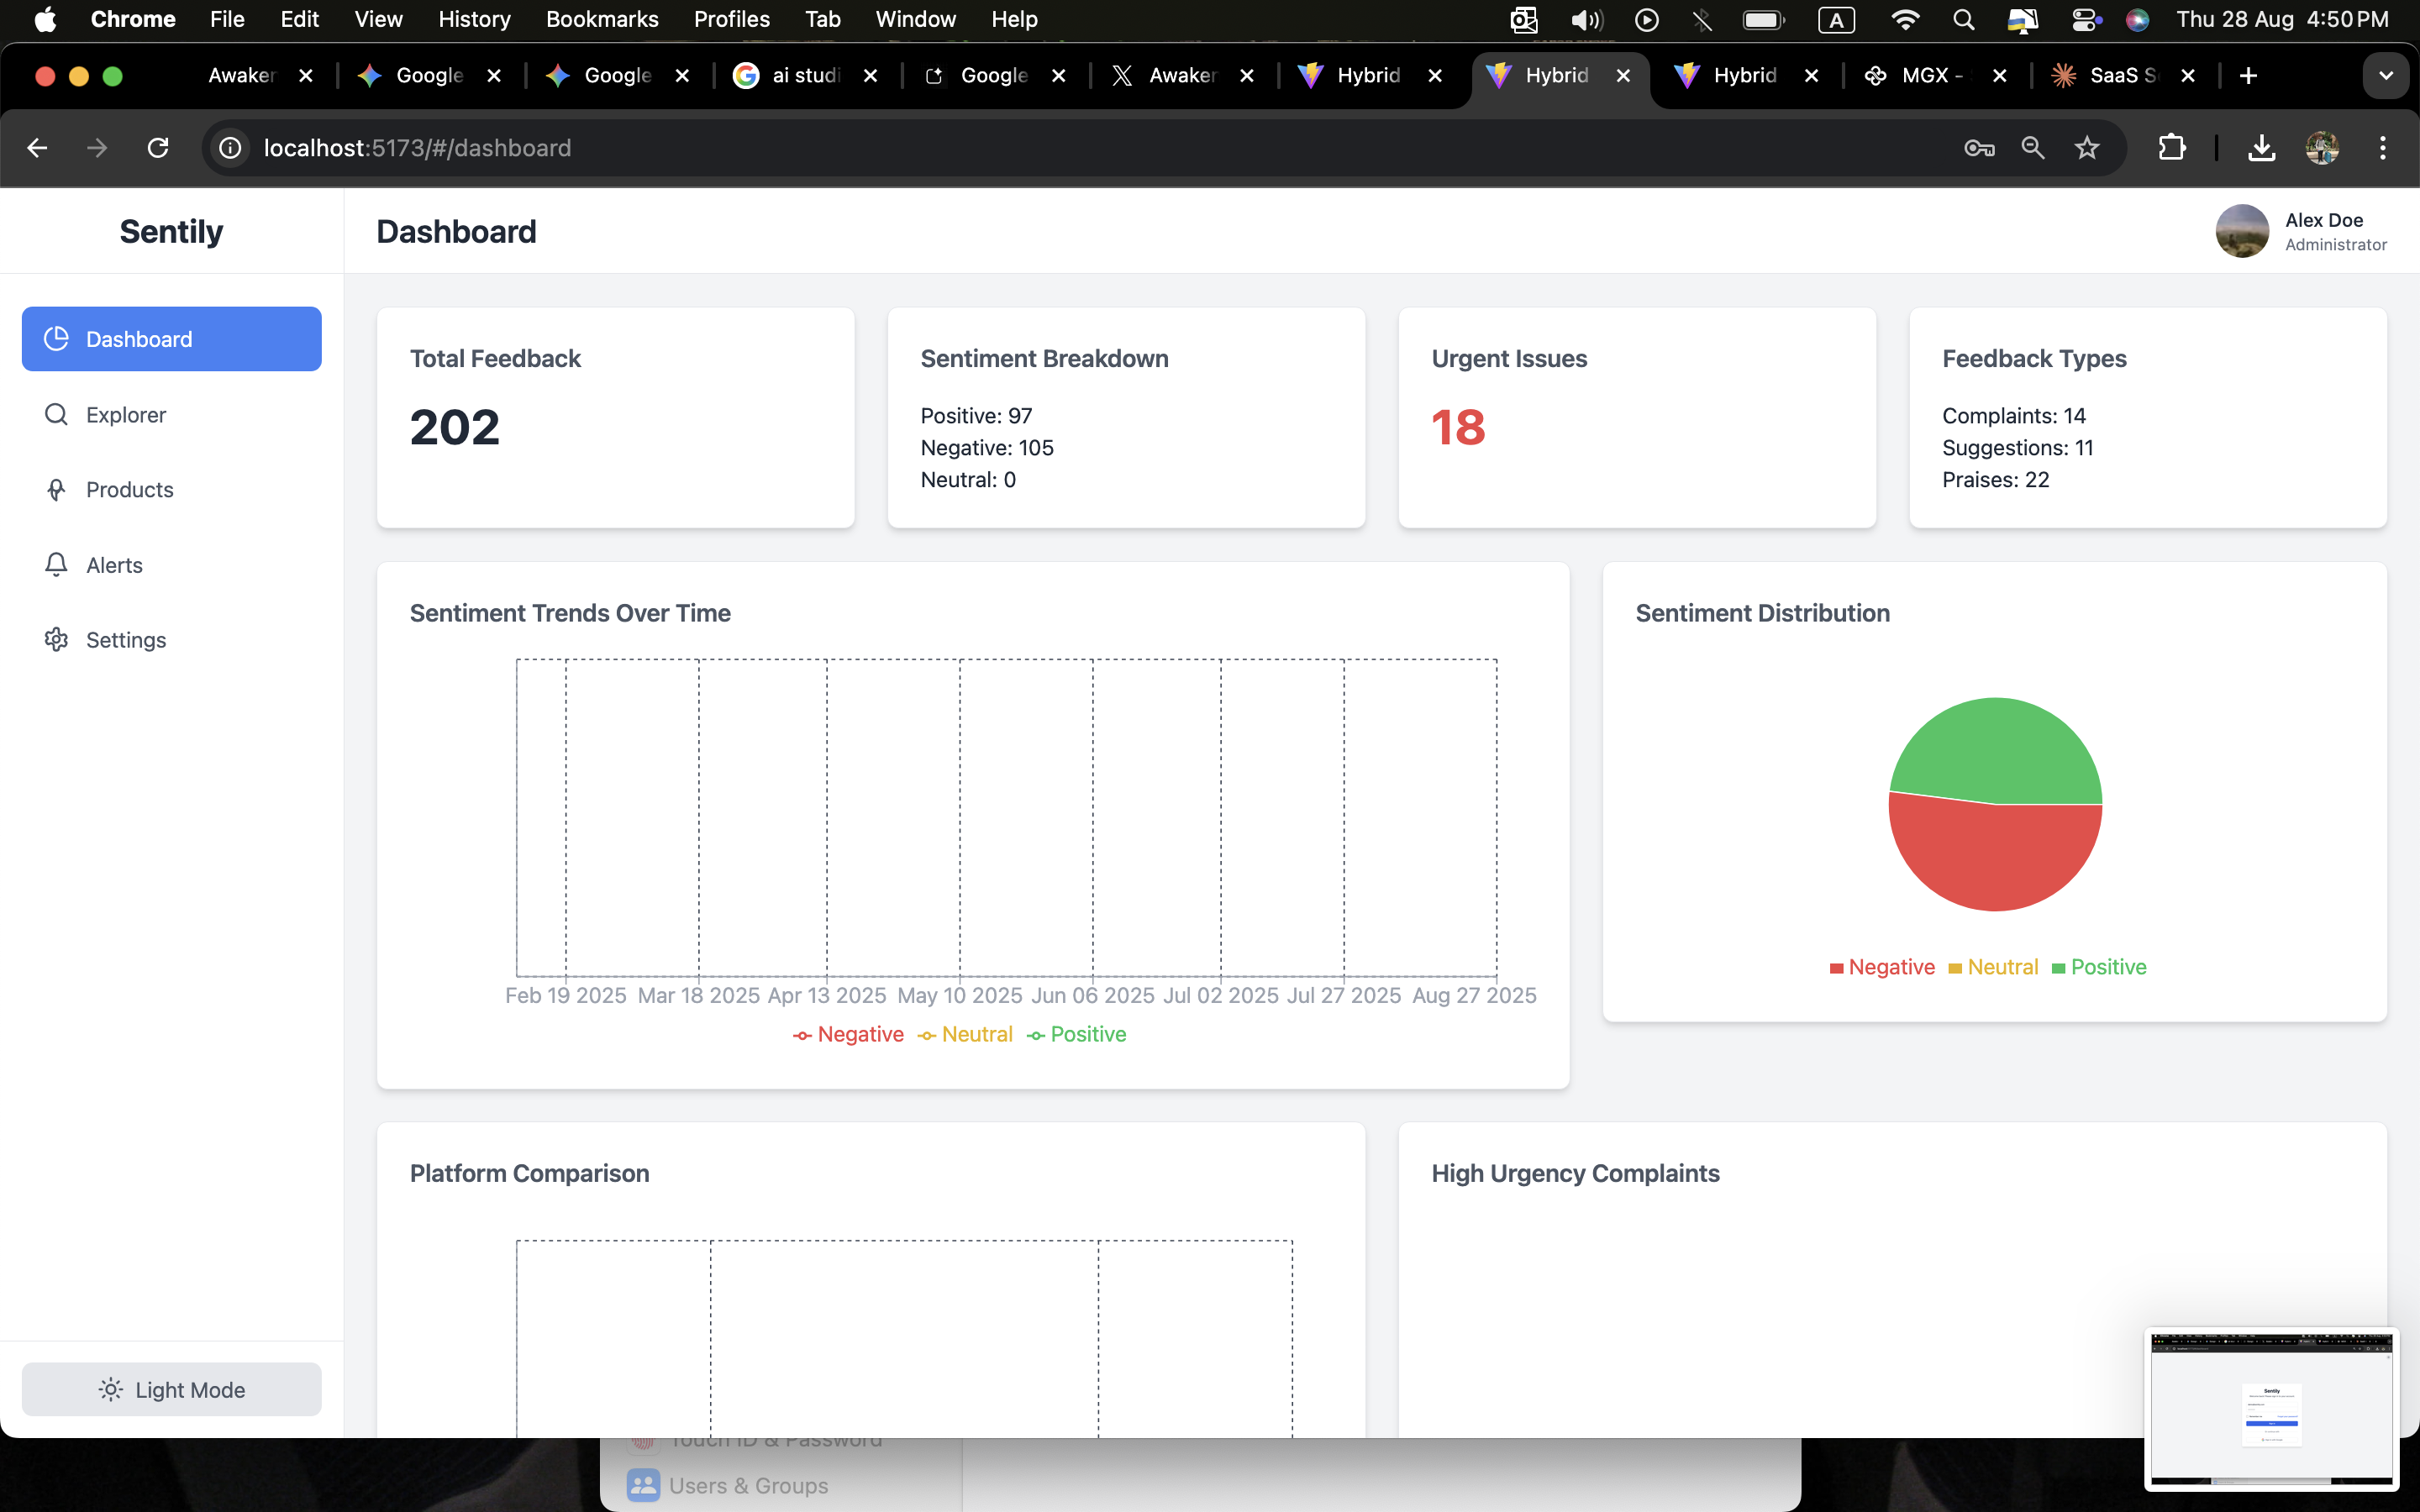 Chrome File Edit View History Bookmarks Profiles Tab Window Help A Thu 28 Aug 4:50 PM
Awaker Google Google ai studi Google Awaker Hybrid Hybrid Hybrid MGX - SaaS S
localhost:5173/#/dashboard
Sentily
Dashboard
Alex Doe
Administrator
Dashboard
Explorer
Products
Alerts
Settings
Light Mode
Total Feedback
202
Sentiment Breakdown
Positive: 97
Negative: 105
Neutral: 0
Urgent Issues
18
Feedback Types
Complaints: 14
Suggestions: 11
Praises: 22
Sentiment Trends Over Time
Feb 19 2025 Mar 18 2025 Apr 13 2025 May 10 2025 Jun 06 2025 Jul 02 2025 Jul 27 2025 Aug 27 2025
Negative Neutral Positive
Sentiment Distribution
Negative Neutral Positive
Platform Comparison
High Urgency Complaints
Touch ID & Password
Users & Groups
Sentily